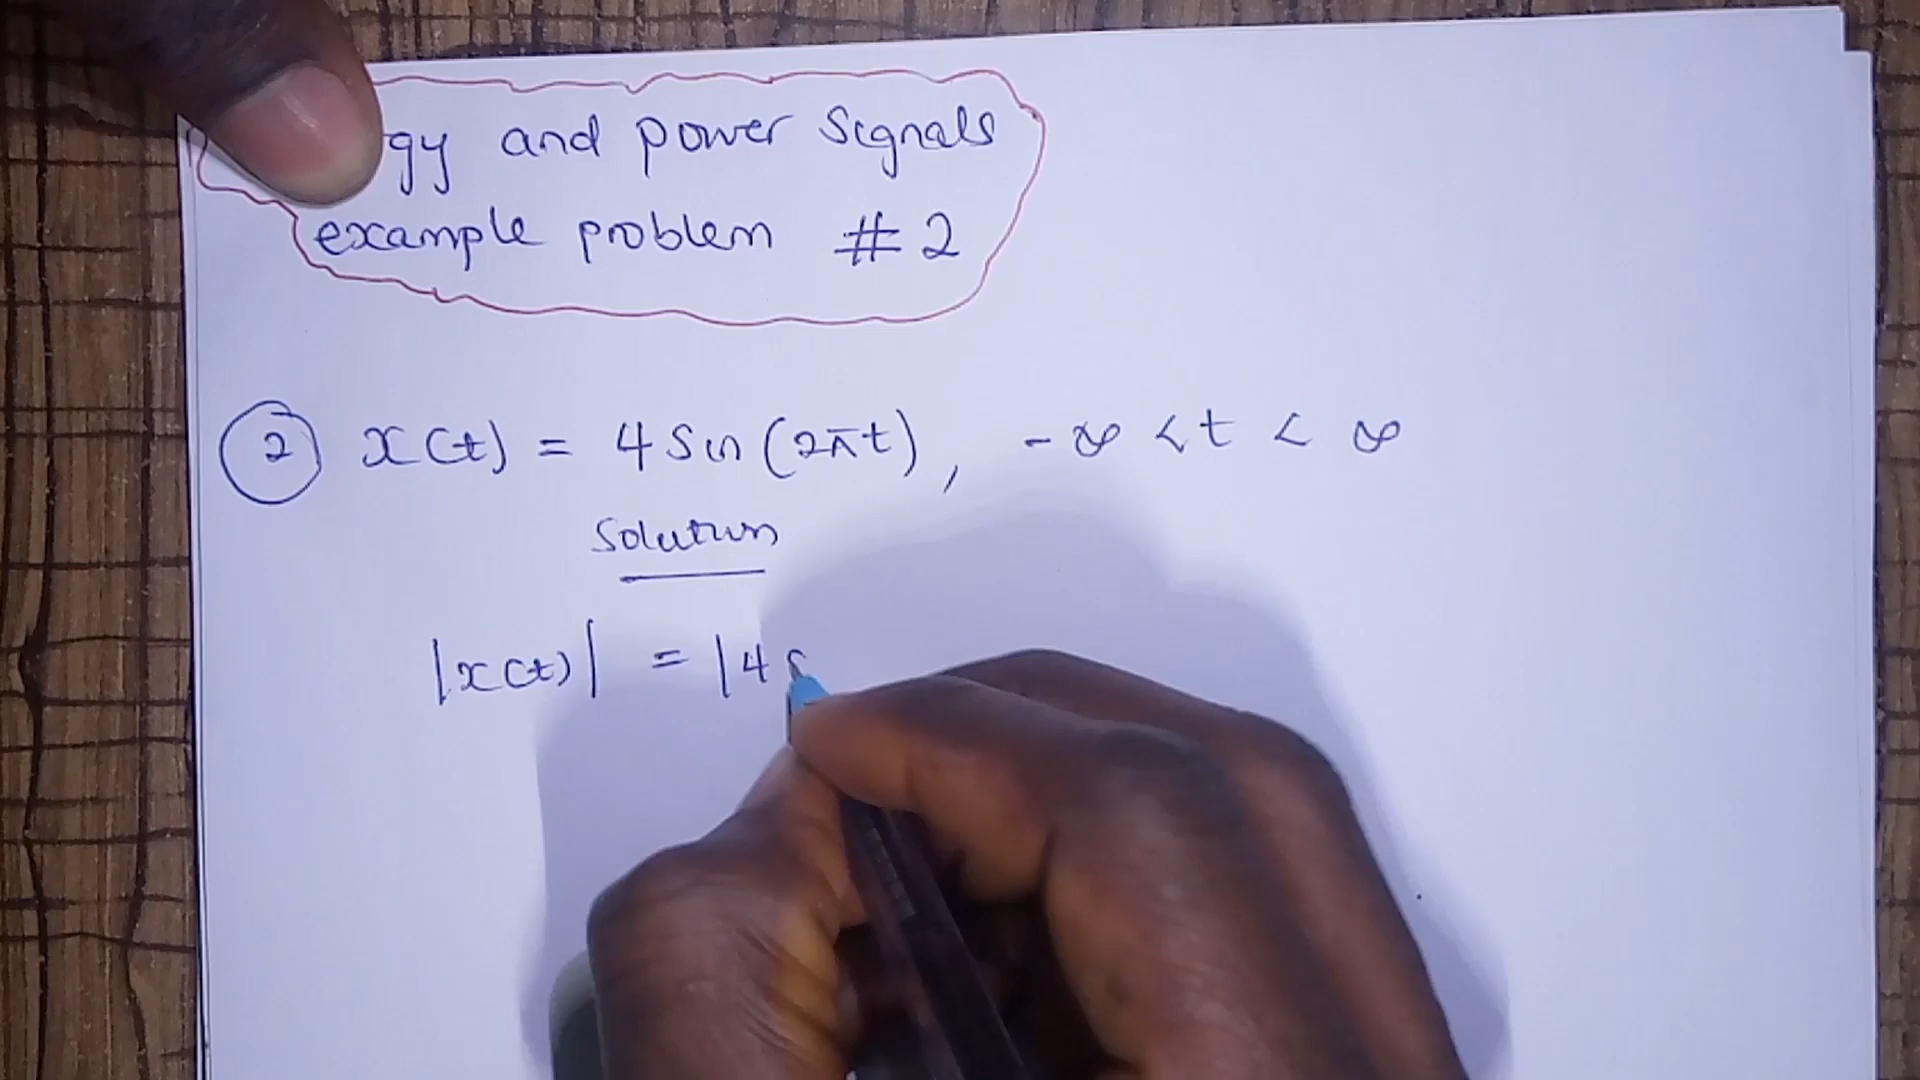 gy and power Signals
example problem #2
2 x(t) = 4 Sin (2πt), -∞ < t < ∞
Solution
|x(t)| = |4 s